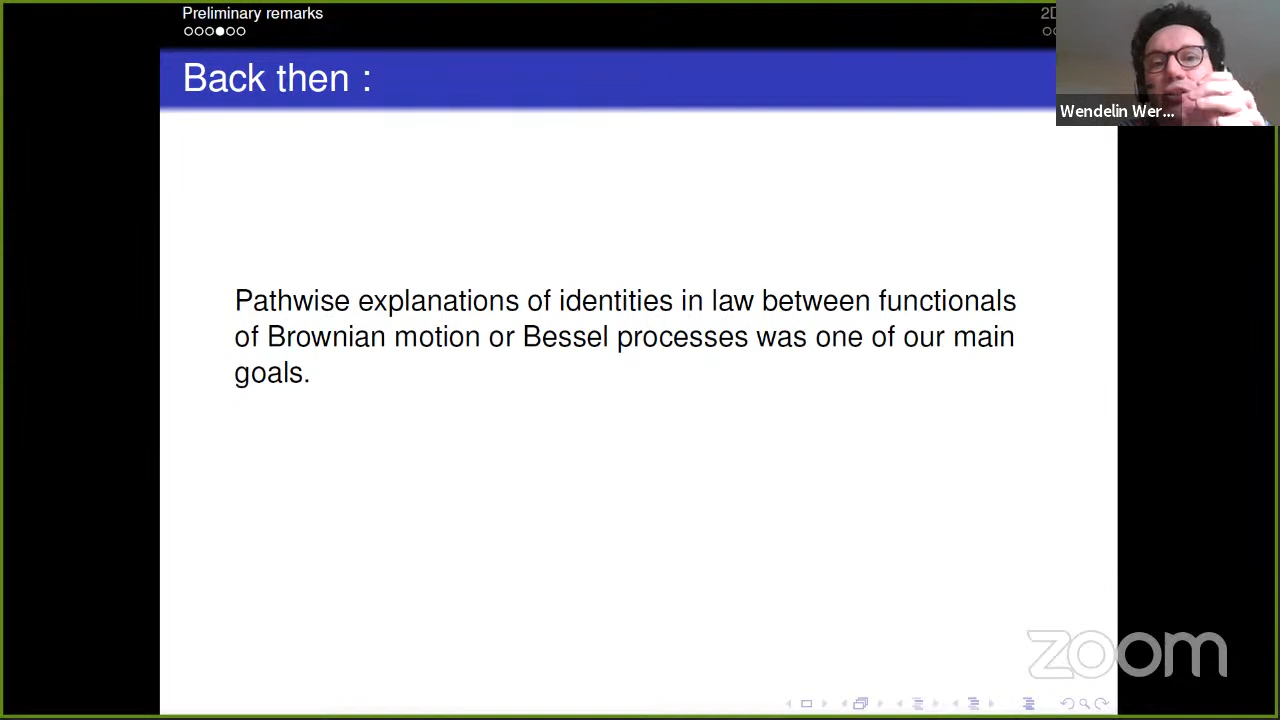 Preliminary remarks
2D
Back then :
Wendelin Wer...
Pathwise explanations of identities in law between functionals
of Brownian motion or Bessel processes was one of our main
goals.
zoom